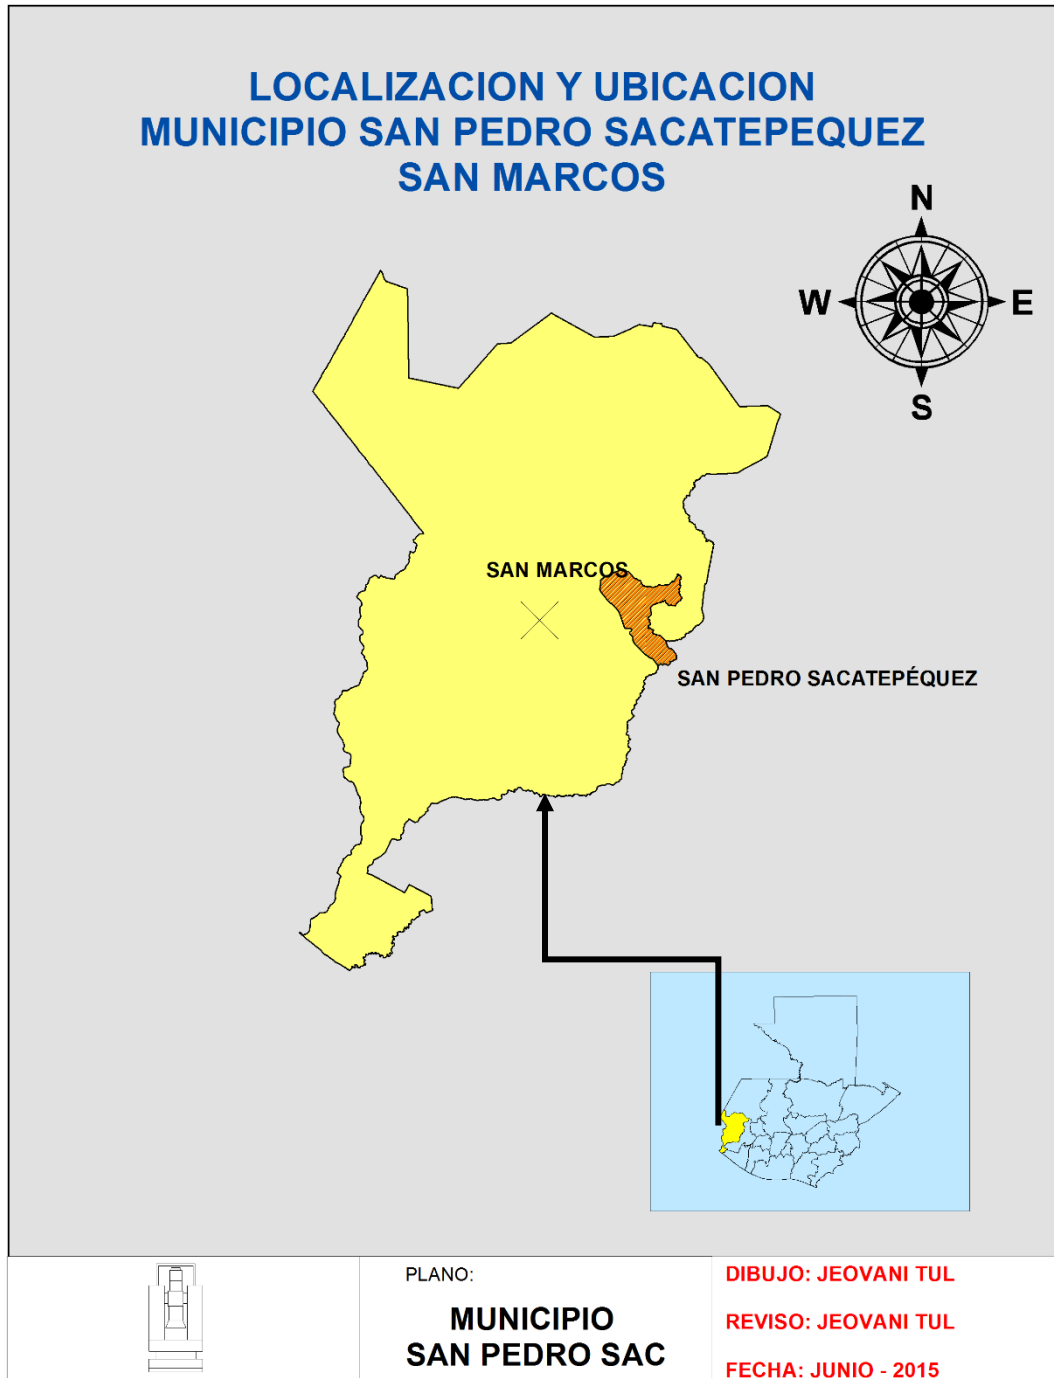 LOCALIZACION Y UBICACION
MUNICIPIO SAN PEDRO SACATEPEQUEZ
SAN MARCOS
N
W
E
S
SAN MARCOS
SAN PEDRO SACATEPÉQUEZ
PLANO:
MUNICIPIO
SAN PEDRO SAC
DIBUJO: JEOVANI TUL
REVISO: JEOVANI TUL
FECHA: JUNIO - 2015